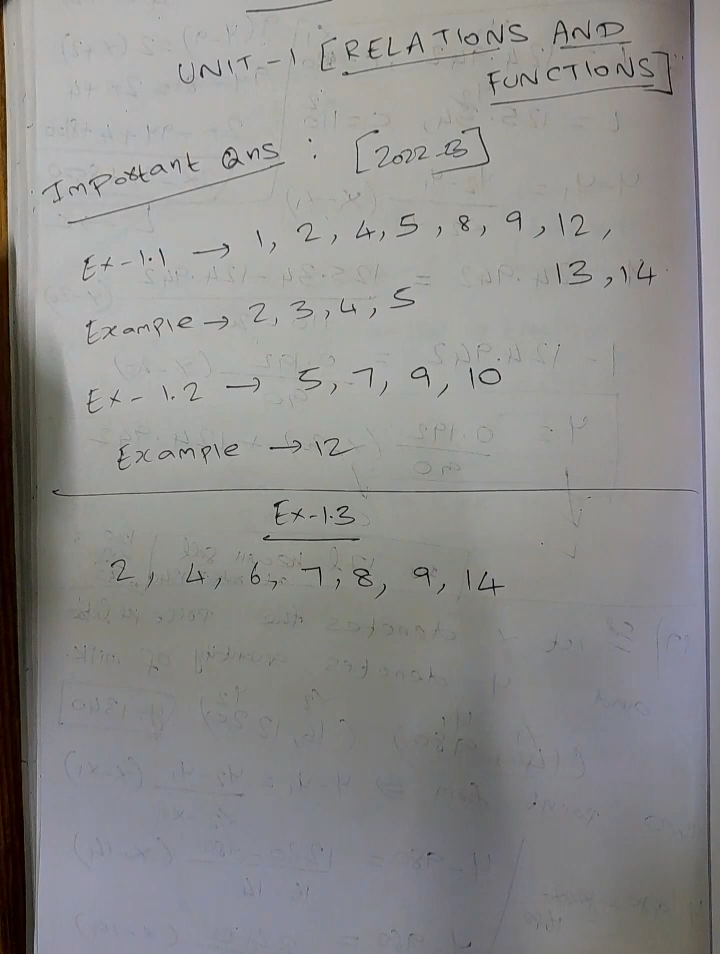 UNIT-1 [RELATIONS AND
FUNCTIONS]
Important Qns : [2022-23]
Ex-1.1 → 1, 2, 4, 5, 8, 9, 12,
13, 14
Example → 2, 3, 4, 5
Ex-1.2 → 5, 7, 9, 10
Example → 12
Ex-1.3
2, 4, 6, 7, 8, 9, 14